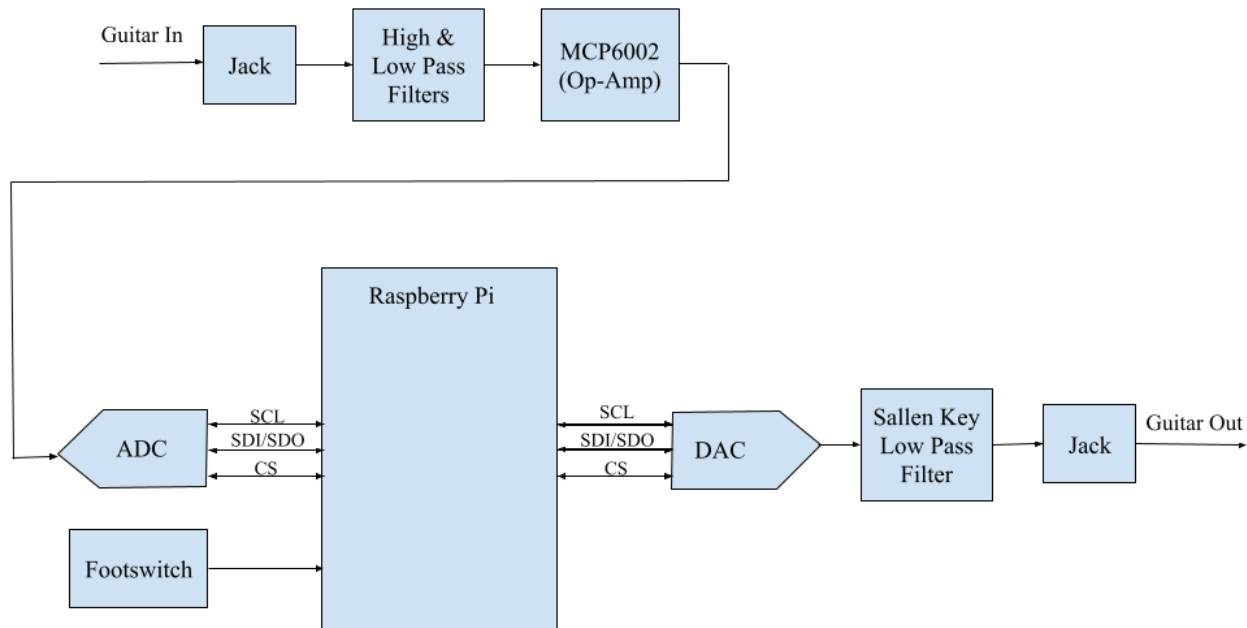 Guitar In
Jack
High &
Low Pass
Filters
MCP6002
(Op-Amp)
Raspberry Pi
ADC
SCL
SDI/SDO
CS
Footswitch
SCL
SDI/SDO
CS
DAC
Sallen Key
Low Pass
Filter
Jack
Guitar Out